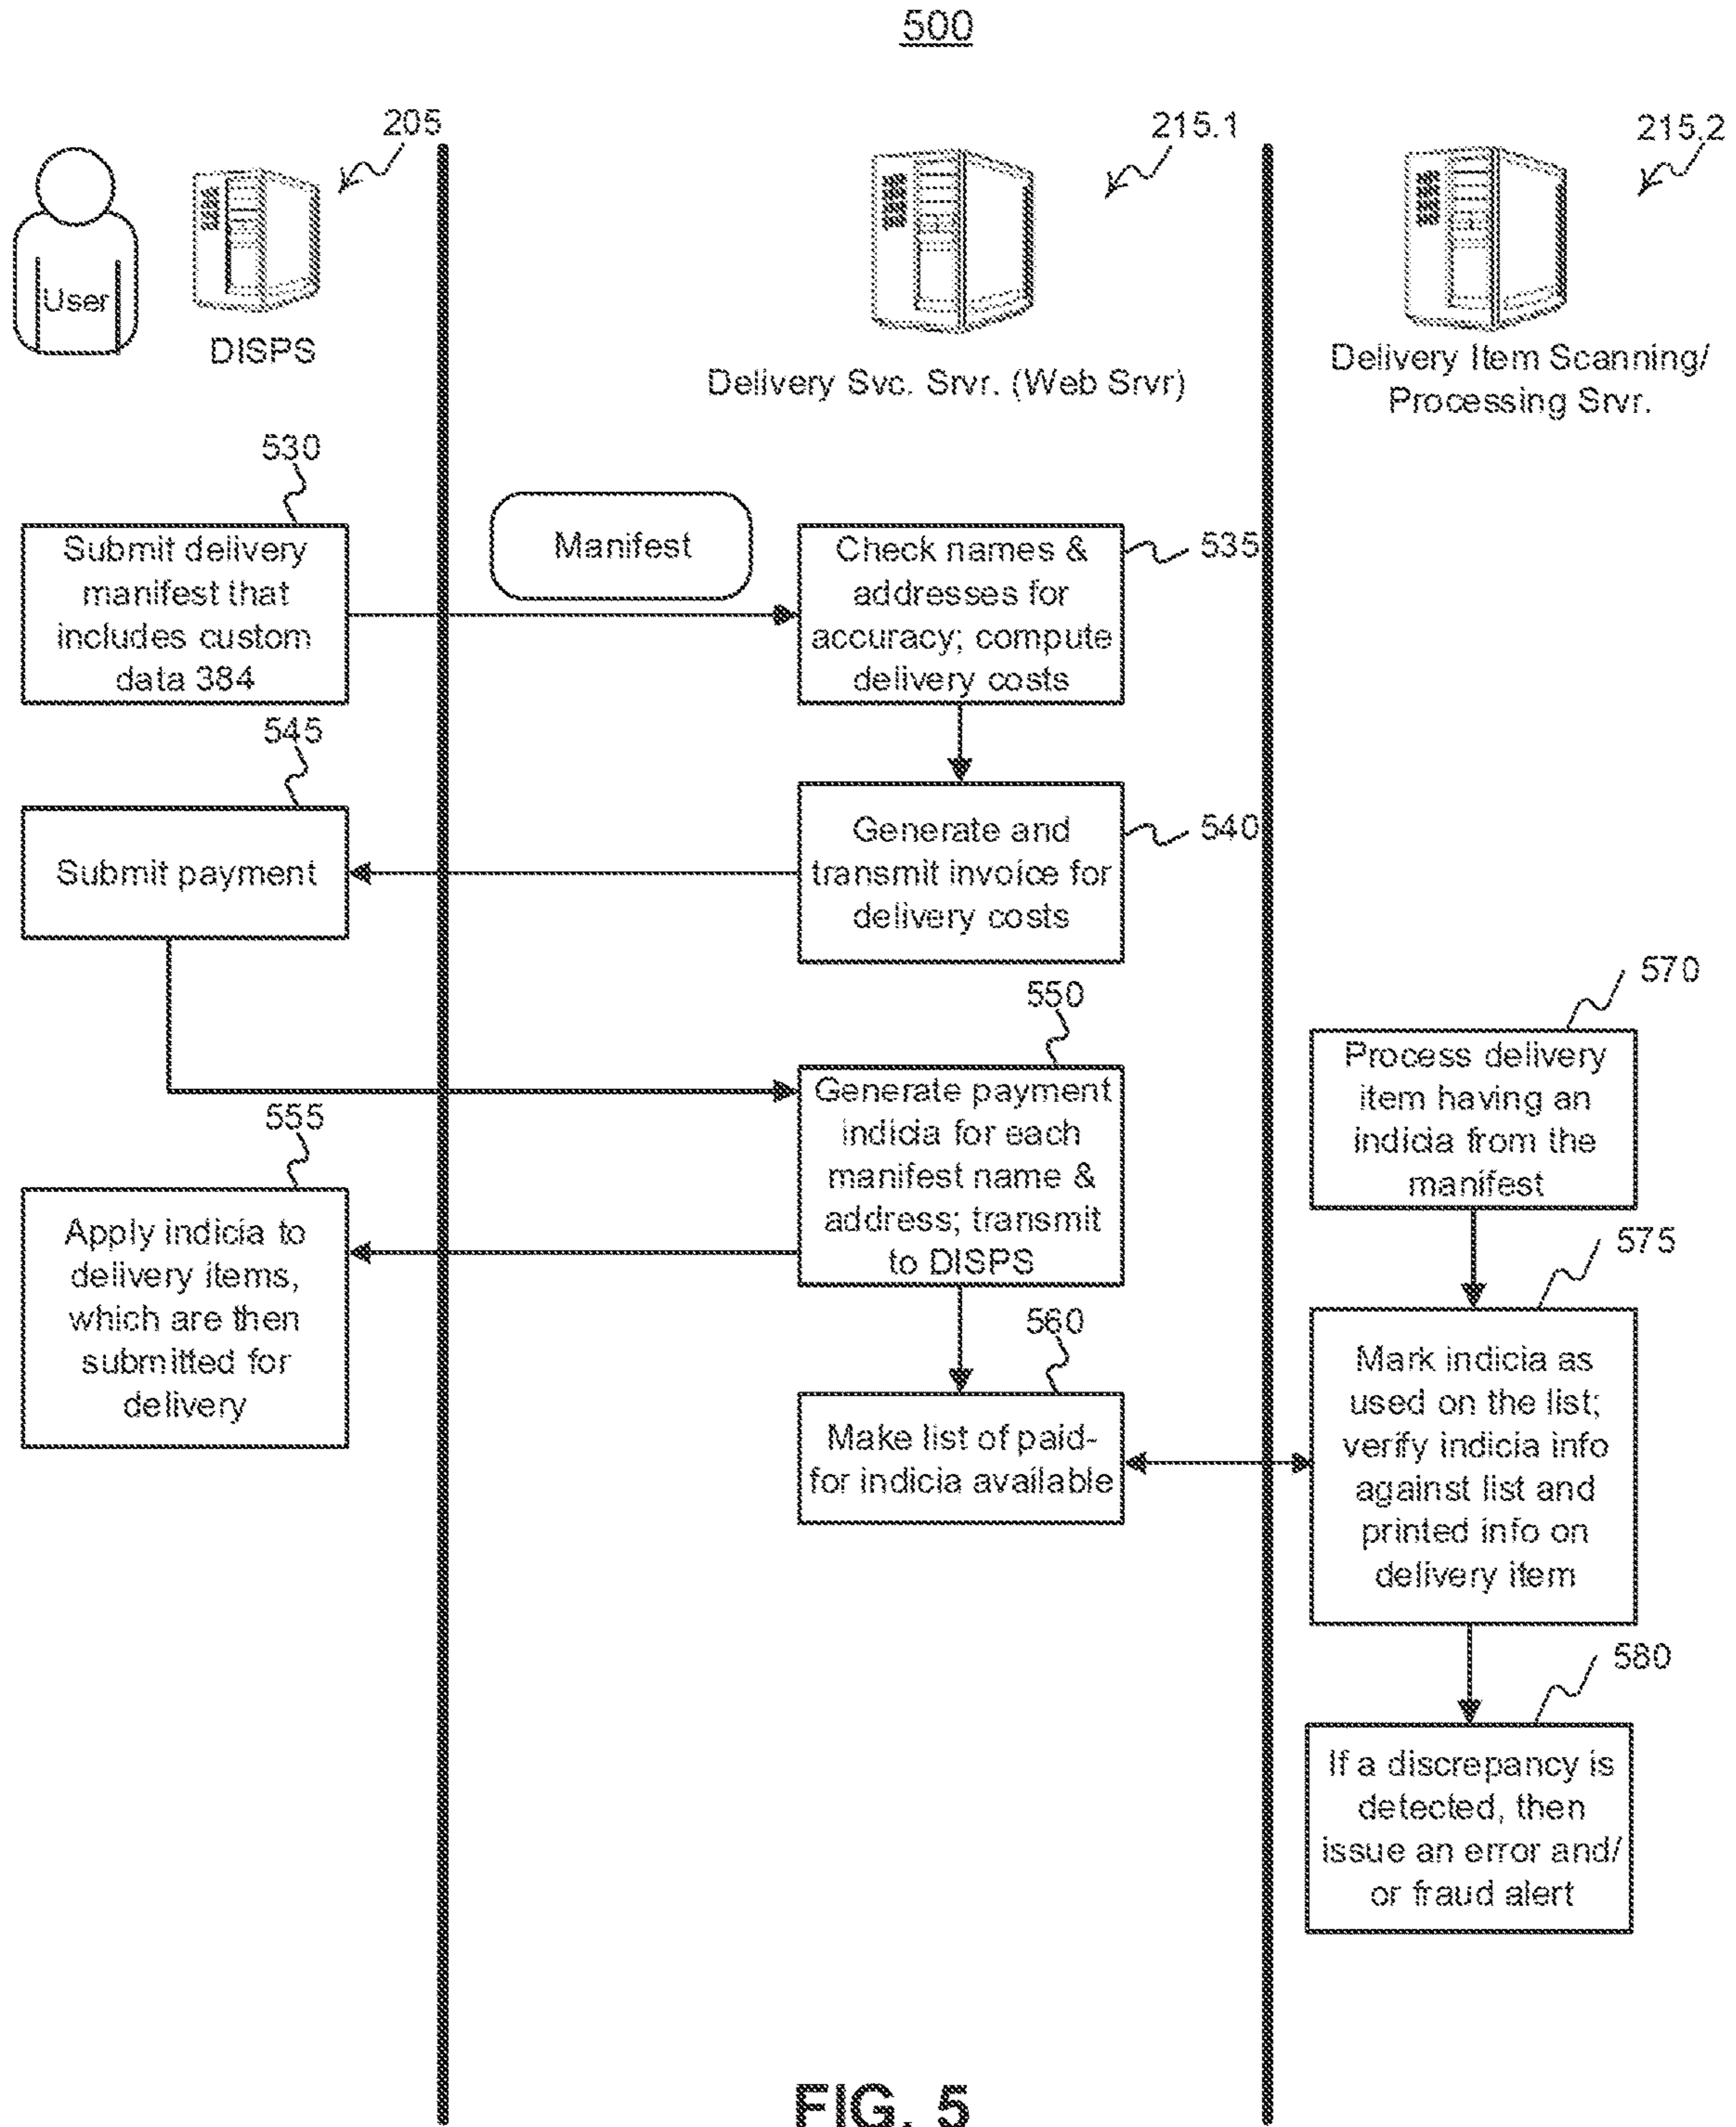 500
205
215.1
215.2
User
DISPS
Delivery Svc. Srvr. (Web Srvr)
Delivery Item Scanning/
Processing Srvr.
530
Submit delivery
manifest that
includes custom
data 384
Manifest
Check names &
addresses for
accuracy; compute
delivery costs
535
545
Submit payment
Generate and
transmit invoice for
delivery costs
540
550
Generate payment
indicia for each
manifest name &
address; transmit
to DISPS
570
Process delivery
item having an
indicia from the
manifest
555
Apply indicia to
delivery items,
which are then
submitted for
delivery
560
Make list of paid-
for indicia available
575
Mark indicia as
used on the list;
verify indicia info
against list and
printed info on
delivery item
580
If a discrepancy is
detected, then
issue an error and/
or fraud alert
FIG. 5